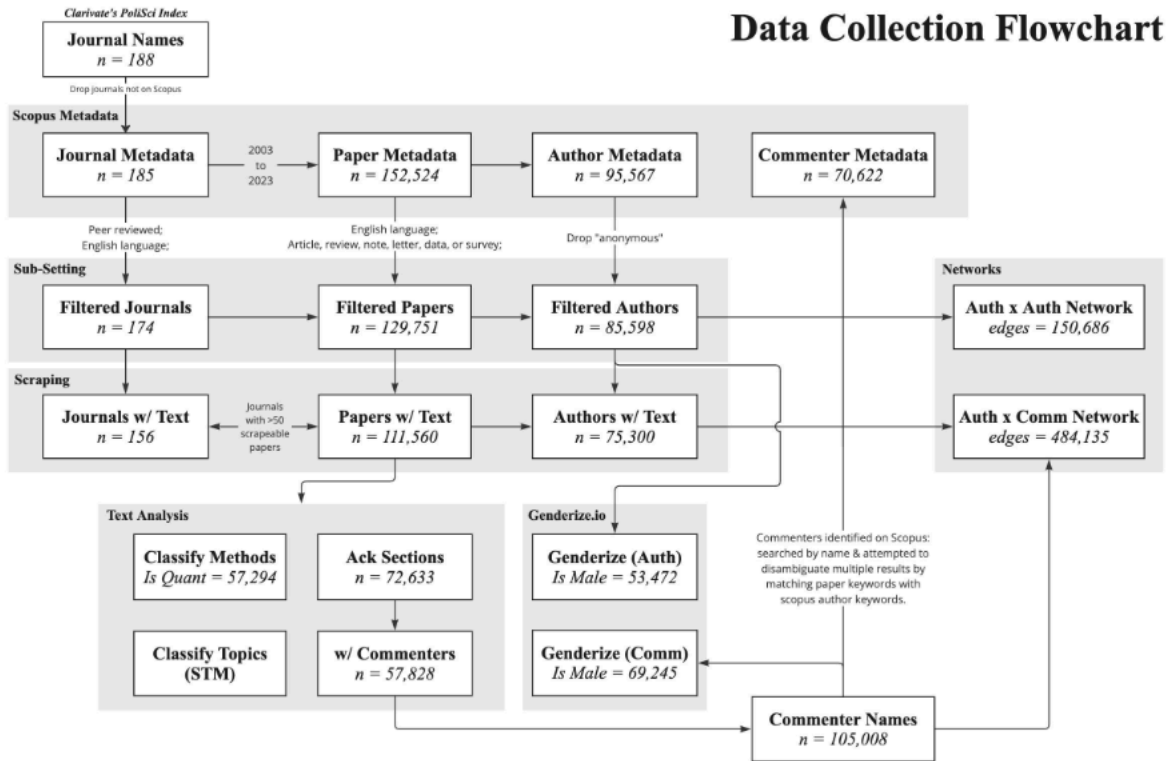 Data Collection Flowchart
Clarivate's PoliSci Index
Journal Names
n = 188
Drop journals not on Scopus
Scopus Metadata
Journal Metadata
n = 185
2003
to
2023
Paper Metadata
n = 152,524
Author Metadata
n = 95,567
Commenter Metadata
n = 70,622
Peer reviewed;
English language;
English language;
Article, review, note, letter, data, or survey;
Drop "anonymous"
Sub-Setting
Filtered Journals
n = 174
Filtered Papers
n = 129,751
Filtered Authors
n = 85,598
Networks
Auth x Auth Network
edges = 150,686
Scraping
Journals w/ Text
n = 156
Journals
with >50
scrapeable
papers
Papers w/ Text
n = 111,560
Authors w/ Text
n = 75,300
Auth x Comm Network
edges = 484,135
Text Analysis
Classify Methods
Is Quant = 57,294
Ack Sections
n = 72,633
Classify Topics
(STM)
w/ Commenters
n = 57,828
Genderize.io
Genderize (Auth)
Is Male = 53,472
Genderize (Comm)
Is Male = 69,245
Commenters identified on Scopus:
searched by name & attempted to
disambiguate multiple results by
matching paper keywords with
scopus author keywords.
Commenter Names
n = 105,008